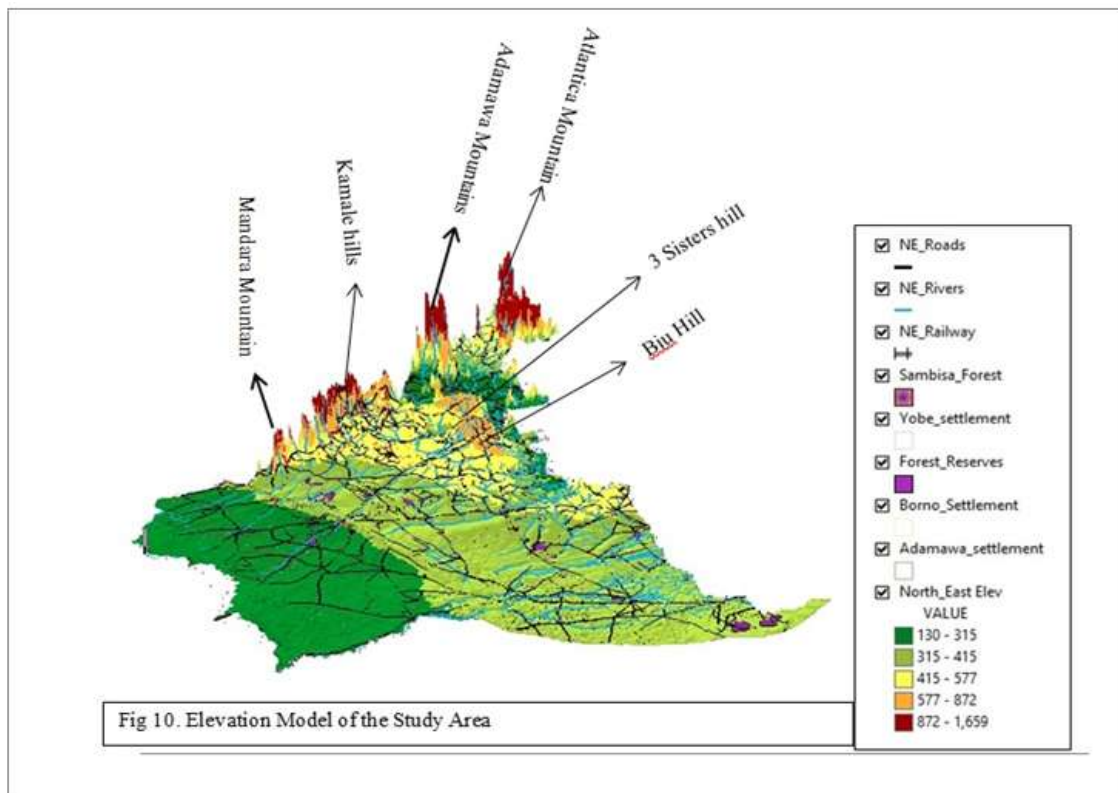 Mandara Mountain
Kamale hills
Adamawa Mountains
Atlantica Mountain
3 Sisters hill
Biu Hill
NE_Roads
NE_Rivers
NE_Railway
Sambisa_Forest
Yobe_settlement
Forest_Reserves
Borno_Settlement
Adamawa_settlement
North_East Elev
VALUE
130 - 315
315 - 415
415 - 577
577 - 872
872 - 1,659
Fig 10. Elevation Model of the Study Area